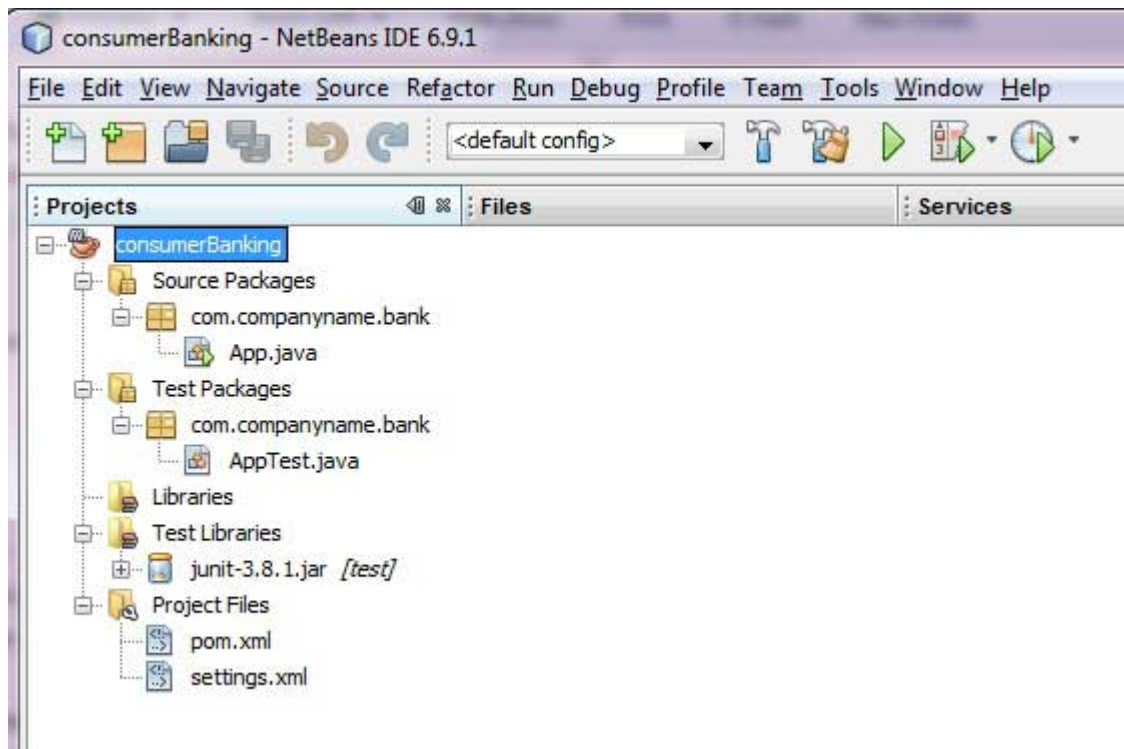 consumerBanking - NetBeans IDE 6.9.1
File Edit View Navigate Source Refactor Run Debug Profile Team Tools Window Help
<default config>
Projects Files Services
consumerBanking
Source Packages
com.companyname.bank
App.java
Test Packages
com.companyname.bank
AppTest.java
Libraries
Test Libraries
junit-3.8.1.jar [test]
Project Files
pom.xml
settings.xml